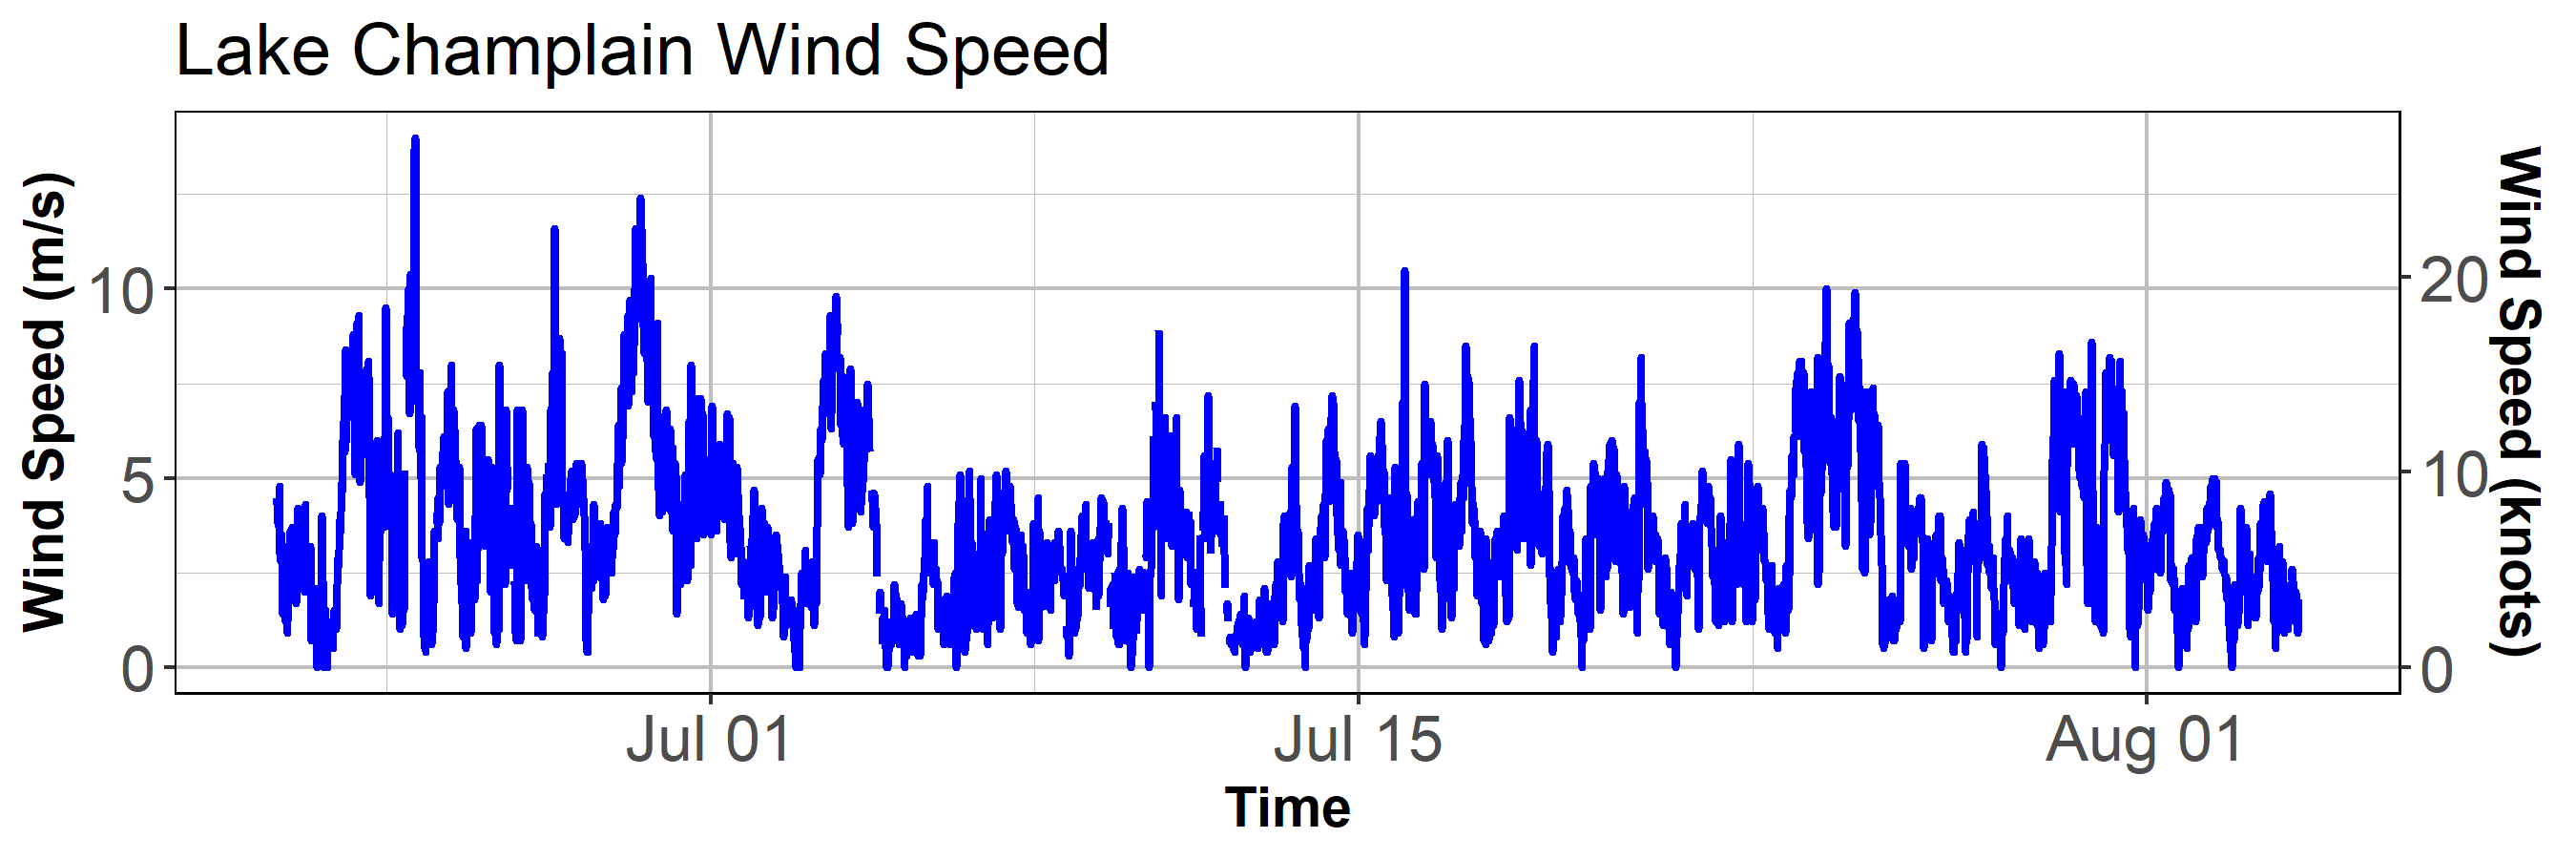 Lake Champlain Wind Speed
Wind Speed (m/s)
10
5
0
20
10
0
Wind Speed (knots)
Jul 01
Jul 15
Aug 01
Time